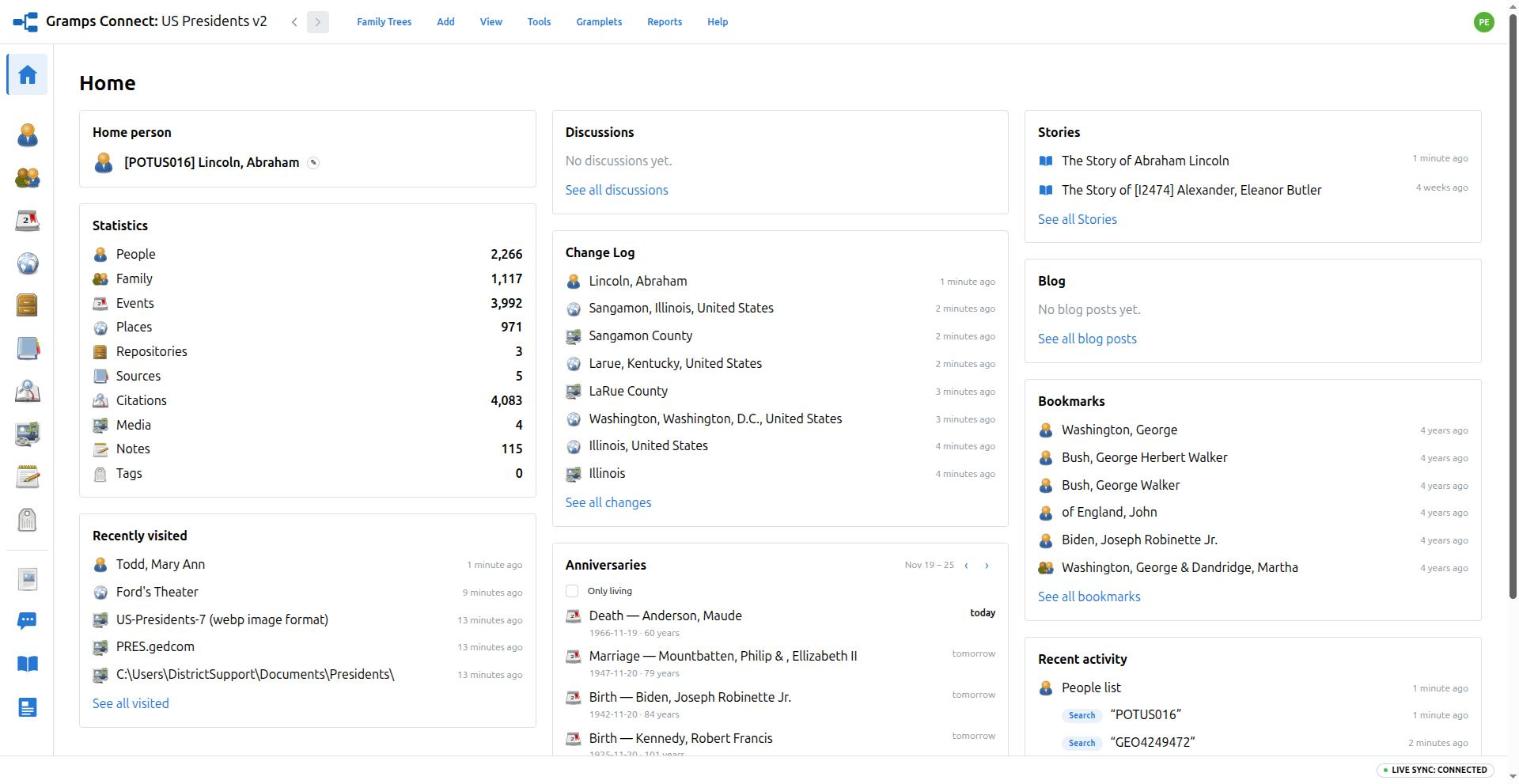 Gramps Connect: US Presidents v2
Family Trees Add View Tools Gramplets Reports Help
PE
Home
Home person
[POTUS016] Lincoln, Abraham
Statistics
People 2,266
Family 1,117
Events 3,992
Places 971
Repositories 3
Sources 5
Citations 4,083
Media 4
Notes 115
Tags 0
Recently visited
Todd, Mary Ann 1 minute ago
Ford's Theater 9 minutes ago
US-Presidents-7 (webp image format) 13 minutes ago
PRES.gedcom 13 minutes ago
C:\Users\DistrictSupport\Documents\Presidents\ 13 minutes ago
See all visited
Discussions
No discussions yet.
See all discussions
Change Log
Lincoln, Abraham 1 minute ago
Sangamon, Illinois, United States 2 minutes ago
Sangamon County 2 minutes ago
Larue, Kentucky, United States 2 minutes ago
LaRue County 3 minutes ago
Washington, Washington, D.C., United States 3 minutes ago
Illinois, United States 4 minutes ago
Illinois 4 minutes ago
See all changes
Anniversaries Nov 19 – 25
Only living
Death — Anderson, Maude today
1966-11-19 · 60 years
Marriage — Mountbatten, Philip & , Ellizabeth II tomorrow
1947-11-20 · 79 years
Birth — Biden, Joseph Robinette Jr. tomorrow
1942-11-20 · 84 years
Birth — Kennedy, Robert Francis tomorrow
1925-11-20 · 101 years
Stories
The Story of Abraham Lincoln 1 minute ago
The Story of [I2474] Alexander, Eleanor Butler 4 weeks ago
See all Stories
Blog
No blog posts yet.
See all blog posts
Bookmarks
Washington, George 4 years ago
Bush, George Herbert Walker 4 years ago
Bush, George Walker 4 years ago
of England, John 4 years ago
Biden, Joseph Robinette Jr. 4 years ago
Washington, George & Dandridge, Martha 4 years ago
See all bookmarks
Recent activity
People list 1 minute ago
Search “POTUS016” 1 minute ago
Search “GEO4249472” 2 minutes ago
LIVE SYNC: CONNECTED